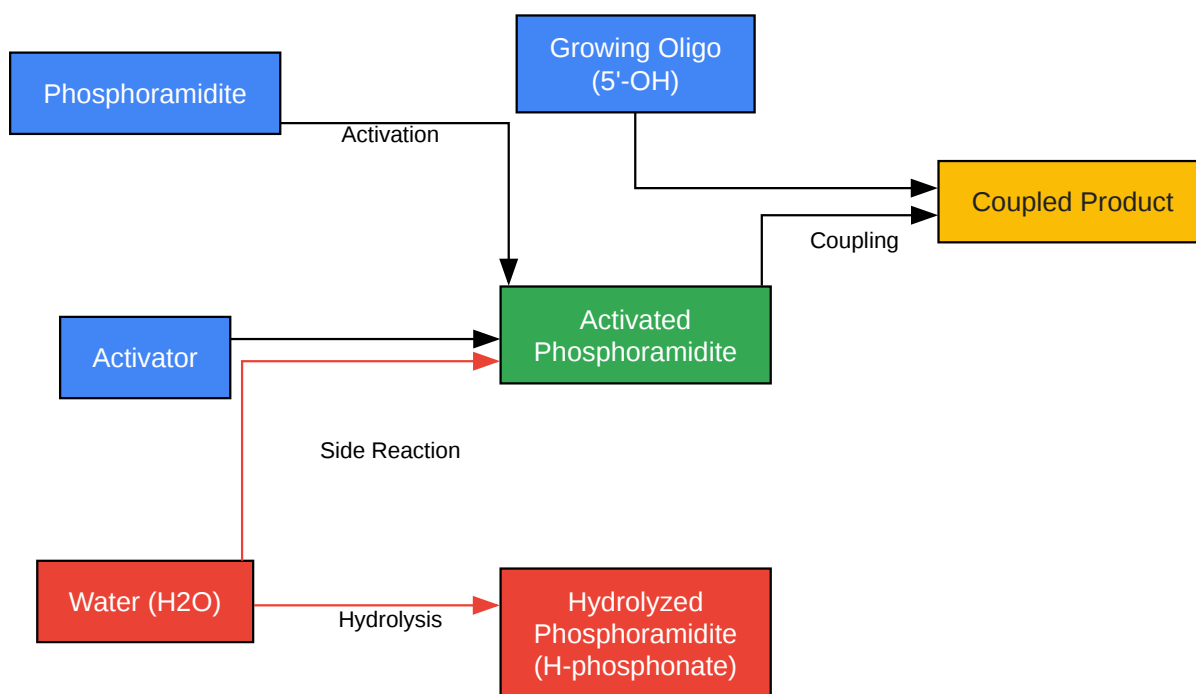 Growing Oligo
(5'-OH)
Phosphoramidite
Activation
Coupled Product
Coupling
Activated
Phosphoramidite
Activator
Side Reaction
Water (H2O)
Hydrolysis
Hydrolyzed
Phosphoramidite
(H-phosphonate)